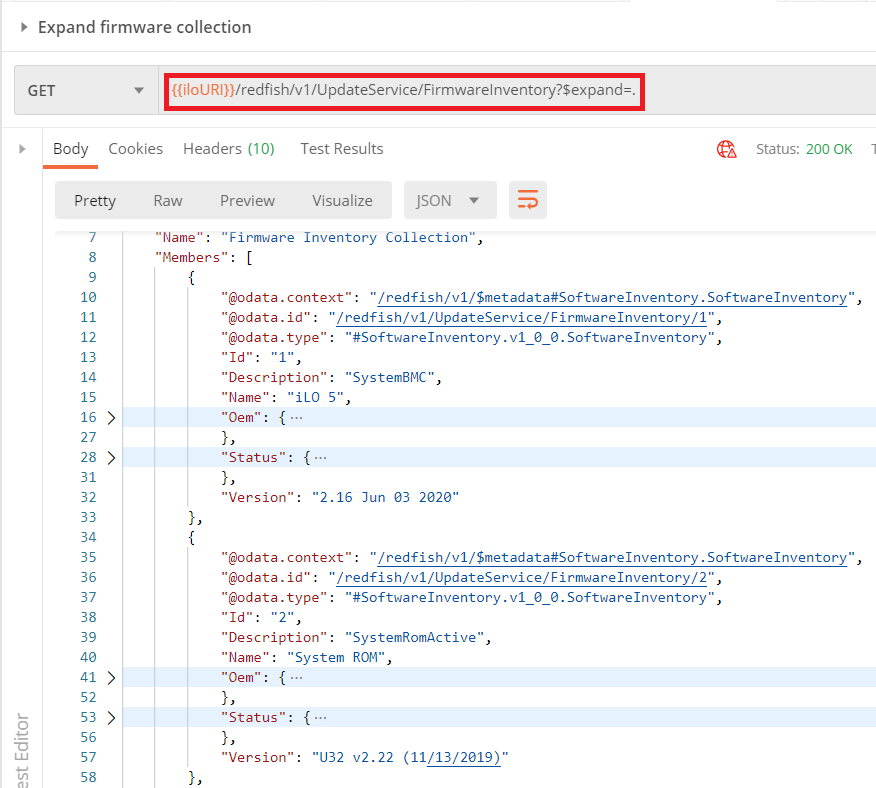 Expand firmware collection
GET {{iloURI}}/redfish/v1/UpdateService/FirmwareInventory?$expand=.
Body Cookies Headers (10) Test Results Status: 200 OK T
Pretty Raw Preview Visualize JSON
7 "Name": "Firmware Inventory Collection",
8 "Members": [
9 {
10 "@odata.context": "/redfish/v1/$metadata#SoftwareInventory.SoftwareInventory",
11 "@odata.id": "/redfish/v1/UpdateService/FirmwareInventory/1",
12 "@odata.type": "#SoftwareInventory.v1_0_0.SoftwareInventory",
13 "Id": "1",
14 "Description": "SystemBMC",
15 "Name": "iLO 5",
16 "Oem": { ⋯
27 },
28 "Status": { ⋯
31 },
32 "Version": "2.16 Jun 03 2020"
33 },
34 {
35 "@odata.context": "/redfish/v1/$metadata#SoftwareInventory.SoftwareInventory",
36 "@odata.id": "/redfish/v1/UpdateService/FirmwareInventory/2",
37 "@odata.type": "#SoftwareInventory.v1_0_0.SoftwareInventory",
38 "Id": "2",
39 "Description": "SystemRomActive",
40 "Name": "System ROM",
41 "Oem": { ⋯
52 },
53 "Status": { ⋯
56 },
57 "Version": "U32 v2.22 (11/13/2019)"
58 },
est Editor